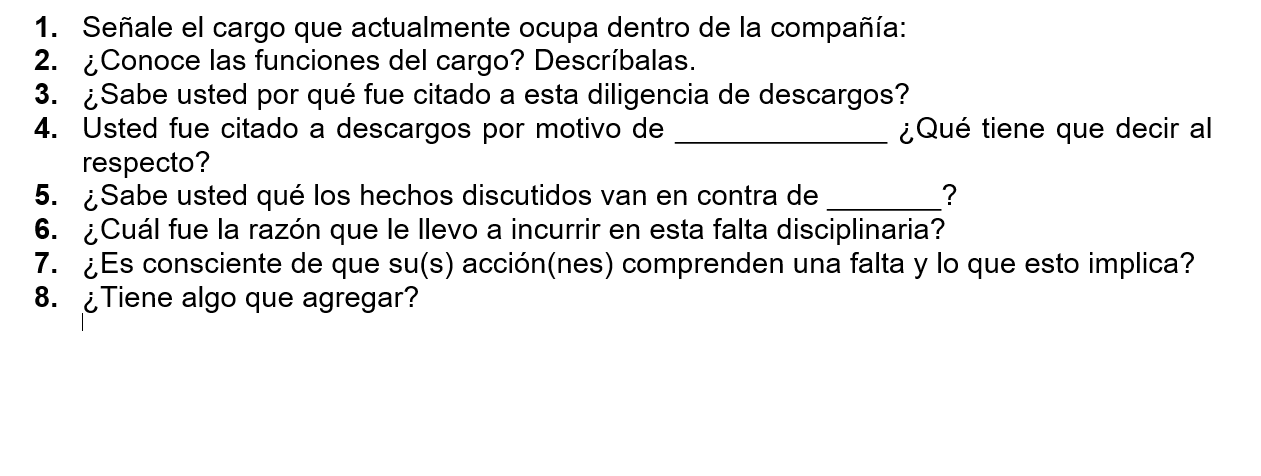 1. Señale el cargo que actualmente ocupa dentro de la compañía:
2. ¿Conoce las funciones del cargo? Descríbalas.
3. ¿Sabe usted por qué fue citado a esta diligencia de descargos?
4. Usted fue citado a descargos por motivo de ______________ ¿Qué tiene que decir al
respecto?
5. ¿Sabe usted qué los hechos discutidos van en contra de _______?
6. ¿Cuál fue la razón que le llevo a incurrir en esta falta disciplinaria?
7. ¿Es consciente de que su(s) acción(nes) comprenden una falta y lo que esto implica?
8. ¿Tiene algo que agregar?